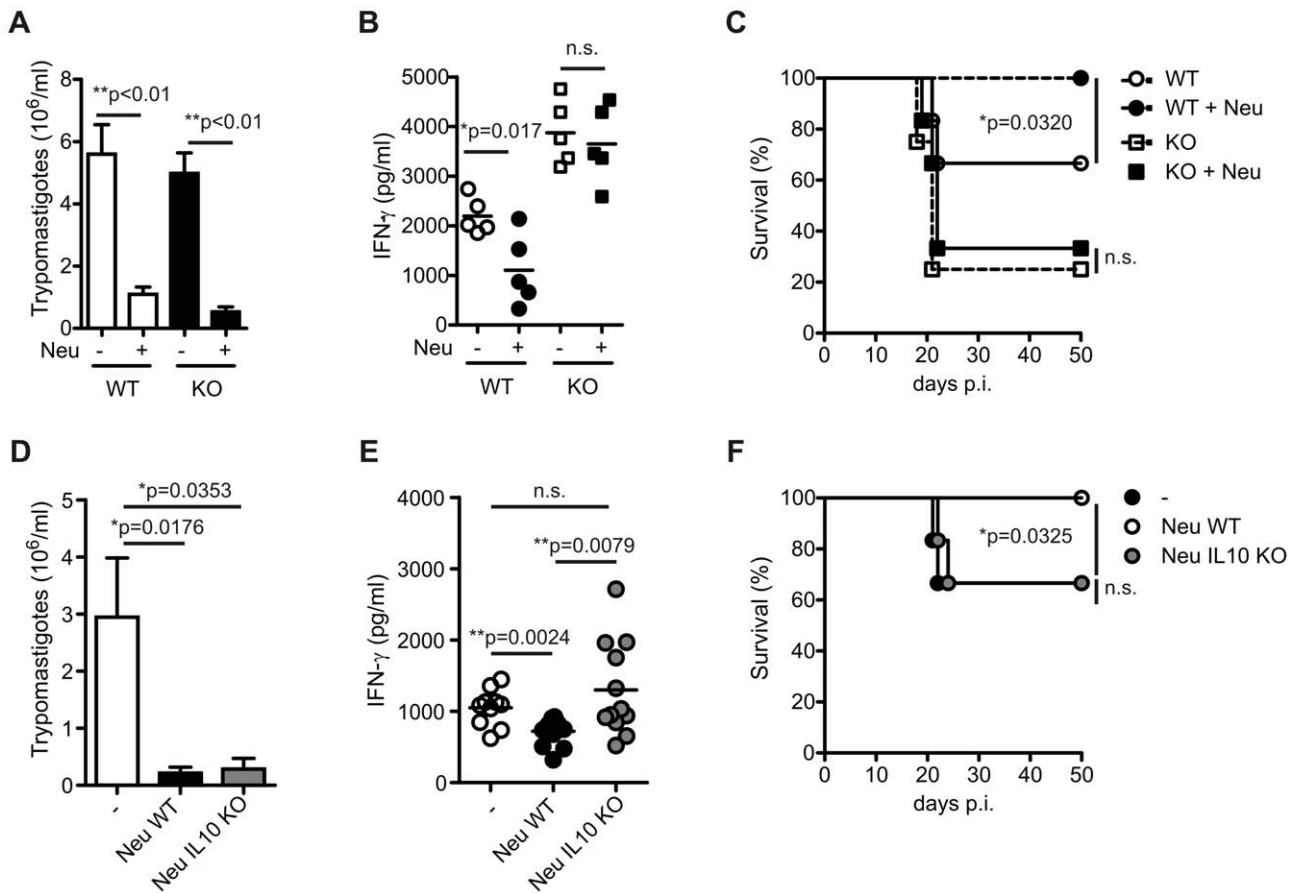 A
Trypomastigotes (10⁶/ml)
8
6
4
2
0
**p<0.01
**p<0.01
Neu - + - +
WT KO
B
IFN-γ (pg/ml)
5000
4000
3000
2000
1000
0
n.s.
*p=0.017
Neu - + - +
WT KO
C
Survival (%)
100
80
60
40
20
0
*p=0.0320
n.s.
0 10 20 30 40 50
days p.i.
WT
WT + Neu
KO
KO + Neu
D
Trypomastigotes (10⁶/ml)
5
4
3
2
1
0
*p=0.0353
*p=0.0176
-
Neu WT
Neu IL10 KO
E
IFN-γ (pg/ml)
4000
3000
2000
1000
0
n.s.
**p=0.0079
**p=0.0024
-
Neu WT
Neu IL10 KO
F
Survival (%)
100
80
60
40
20
0
*p=0.0325
n.s.
0 10 20 30 40 50
days p.i.
-
Neu WT
Neu IL10 KO